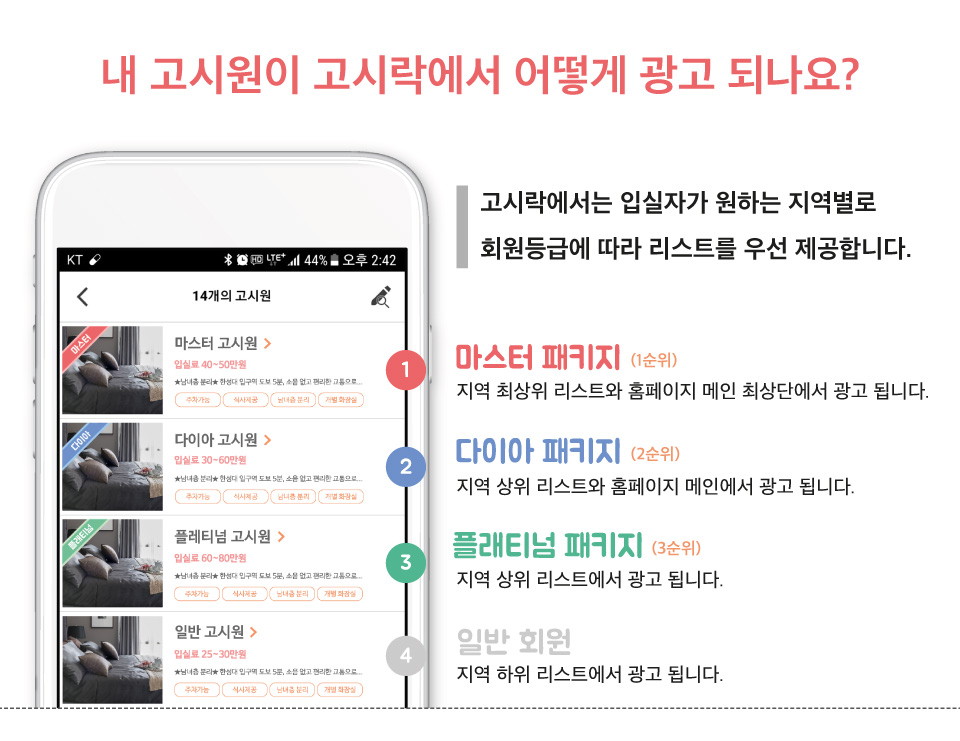 내 고시원이 고시락에서 어떻게 광고 되나요?
고시락에서는 입실자가 원하는 지역별로
회원등급에 따라 리스트를 우선 제공합니다.
KT HD LTE+ 44% 오후 2:42
14개의 고시원
마스터
마스터 고시원 >
입실료 40~50만원
★남녀층 분리★ 한성대 입구역 도보 5분, 소음 없고 편리한 교통으로...
주차가능 식사제공 남녀층 분리 개별 화장실
1
마스터 패키지 (1순위)
지역 최상위 리스트와 홈페이지 메인 최상단에서 광고 됩니다.
다이아
다이아 고시원 >
입실료 30~60만원
★남녀층 분리★ 한성대 입구역 도보 5분, 소음 없고 편리한 교통으로...
주차가능 식사제공 남녀층 분리 개별 화장실
2
다이아 패키지 (2순위)
지역 상위 리스트와 홈페이지 메인에서 광고 됩니다.
플래티넘
플레티넘 고시원 >
입실료 60~80만원
★남녀층 분리★ 한성대 입구역 도보 5분, 소음 없고 편리한 교통으로...
주차가능 식사제공 남녀층 분리 개별 화장실
3
플래티넘 패키지 (3순위)
지역 상위 리스트에서 광고 됩니다.
일반 고시원 >
입실료 25~30만원
★남녀층 분리★ 한성대 입구역 도보 5분, 소음 없고 편리한 교통으로...
주차가능 식사제공 남녀층 분리 개별 화장실
4
일반 회원
지역 하위 리스트에서 광고 됩니다.